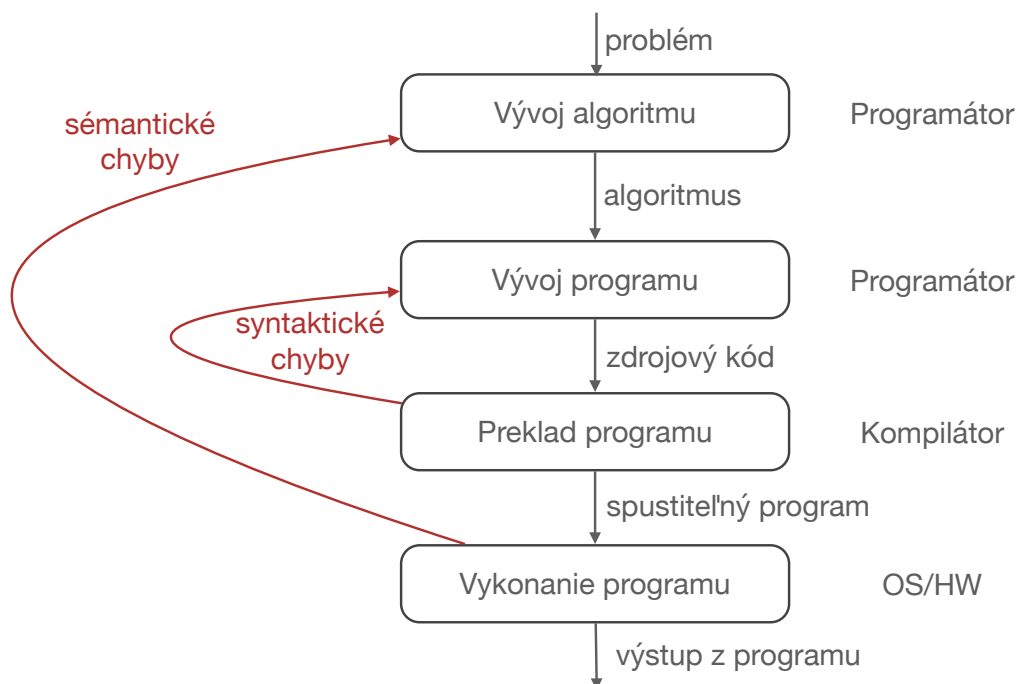 problém
Vývoj algoritmu
Programátor
sémantické
chyby
algoritmus
Vývoj programu
Programátor
syntaktické
chyby
zdrojový kód
Preklad programu
Kompilátor
spustiteľný program
Vykonanie programu
OS/HW
výstup z programu